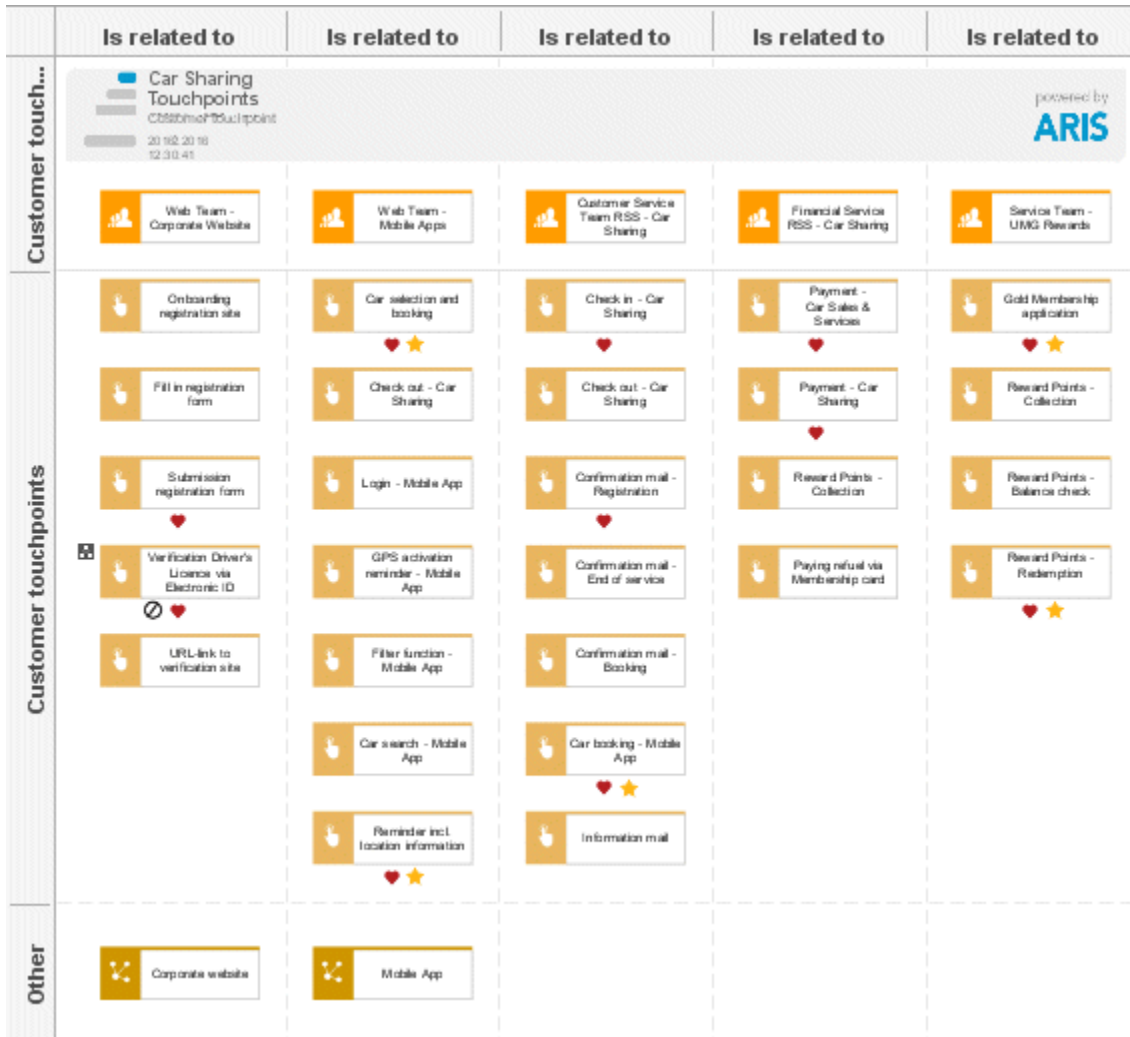 Is related to
Is related to
Is related to
Is related to
Is related to
Customer touch...
Car Sharing
Touchpoints
powered by
ARIS
12:30:41
Web Team -
Corporate Website
Web Team -
Mobile Apps
Customer Service
Team RSS - Car
Sharing
Financial Service
RSS - Car Sharing
Service Team -
UMG Rewards
Customer touchpoints
Onboarding
registration site
Car selection and
booking
Check in - Car
Sharing
Payment -
Car Sales &
Services
Gold Membership
application
Fill in registration
form
Check out - Car
Sharing
Check out - Car
Sharing
Payment - Car
Sharing
Reward Points -
Collection
Submission
registration form
Login - Mobile App
Confirmation mail -
Registration
Reward Points -
Collection
Reward Points -
Balance check
Verification Driver's
Licence via
Electronic ID
GPS activation
reminder - Mobile
App
Confirmation mail -
End of service
Paying refuel via
Membership card
Reward Points -
Redemption
URL-link to
verification site
Filter function -
Mobile App
Confirmation mail -
Booking
Car search - Mobile
App
Car booking - Mobile
App
Reminder incl.
location information
Information mail
Other
Corporate website
Mobile App